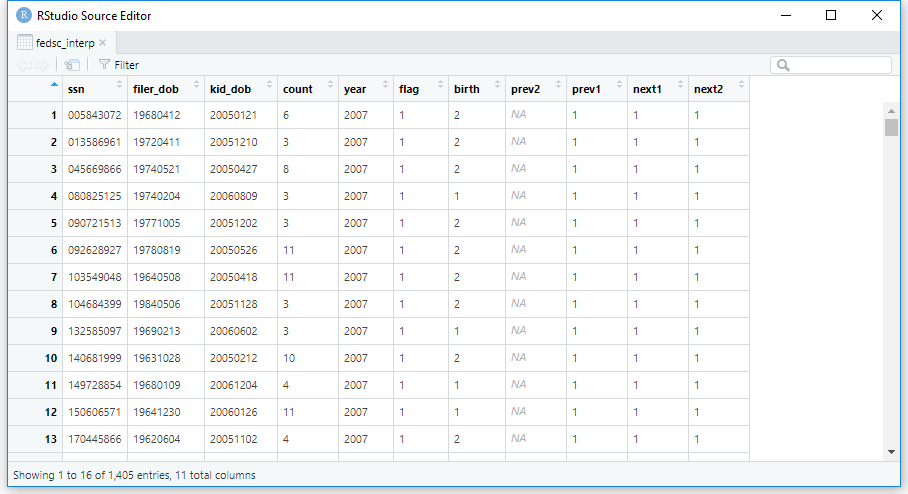 RStudio Source Editor
fedsc_interp
Filter
ssn filer_dob kid_dob count year flag birth prev2 prev1 next1 next2
1 005843072 19680412 20050121 6 2007 1 2 NA 1 1 1
2 013586961 19720411 20051210 3 2007 1 2 NA 1 1 1
3 045669866 19740521 20050427 8 2007 1 2 NA 1 1 1
4 080825125 19740204 20060809 3 2007 1 1 NA 1 1 1
5 090721513 19771005 20051202 3 2007 1 2 NA 1 1 1
6 092628927 19780819 20050526 11 2007 1 2 NA 1 1 1
7 103549048 19640508 20050418 11 2007 1 2 NA 1 1 1
8 104684399 19840506 20051128 3 2007 1 2 NA 1 1 1
9 132585097 19690213 20060602 3 2007 1 1 NA 1 1 1
10 140681999 19631028 20050212 10 2007 1 2 NA 1 1 1
11 149728854 19680109 20061204 4 2007 1 1 NA 1 1 1
12 150606571 19641230 20060126 11 2007 1 1 NA 1 1 1
13 170445866 19620604 20051102 4 2007 1 2 NA 1 1 1
Showing 1 to 16 of 1,405 entries, 11 total columns